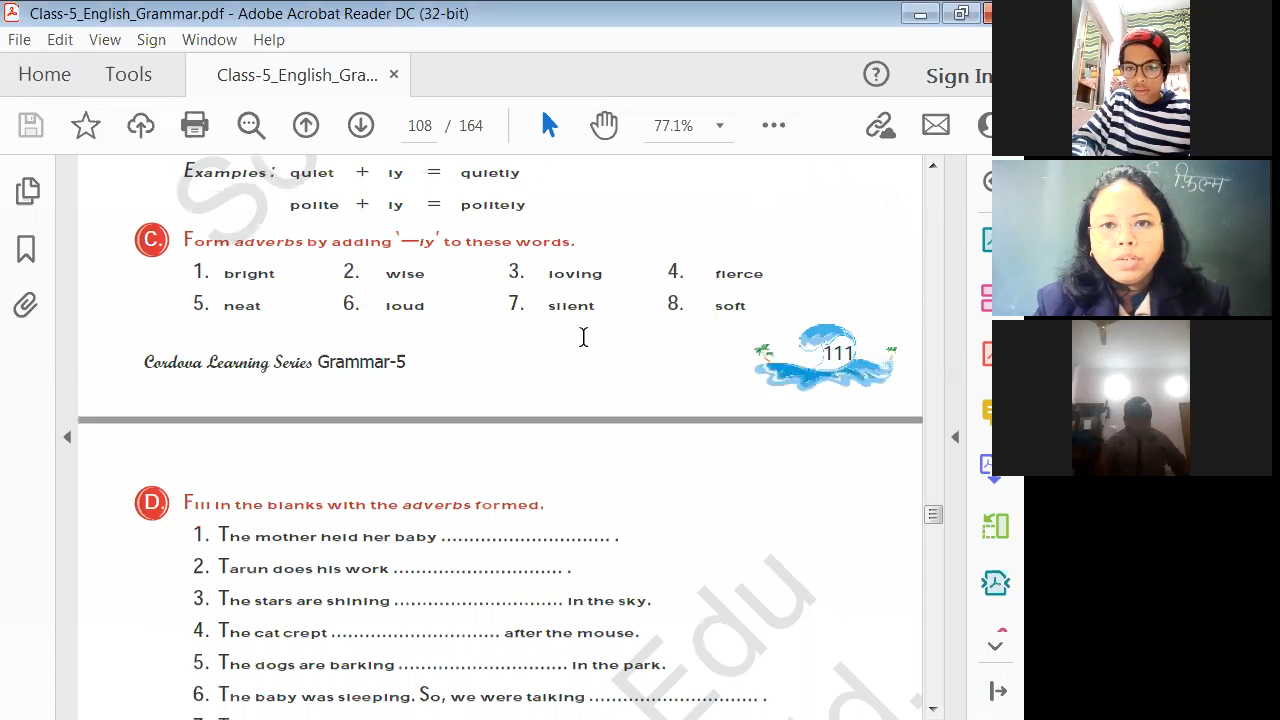 Class-5_English_Grammar.pdf - Adobe Acrobat Reader DC (32-bit)
File Edit View Sign Window Help
Home Tools Class-5_English_Gra... × Sign In
108 / 164 77.1%
Examples: quiet + ly = quietly
polite + ly = politely
C. Form adverbs by adding '—ly' to these words.
1. bright 2. wise 3. loving 4. fierce
5. neat 6. loud 7. silent 8. soft
Cordova Learning Series Grammar-5
111
D. Fill in the blanks with the adverbs formed.
1. The mother held her baby .............................. .
2. Tarun does his work .............................. .
3. The stars are shining .............................. in the sky.
4. The cat crept .............................. after the mouse.
5. The dogs are barking .............................. in the park.
6. The baby was sleeping. So, we were talking .............................. .
Edu
फ़िल्म